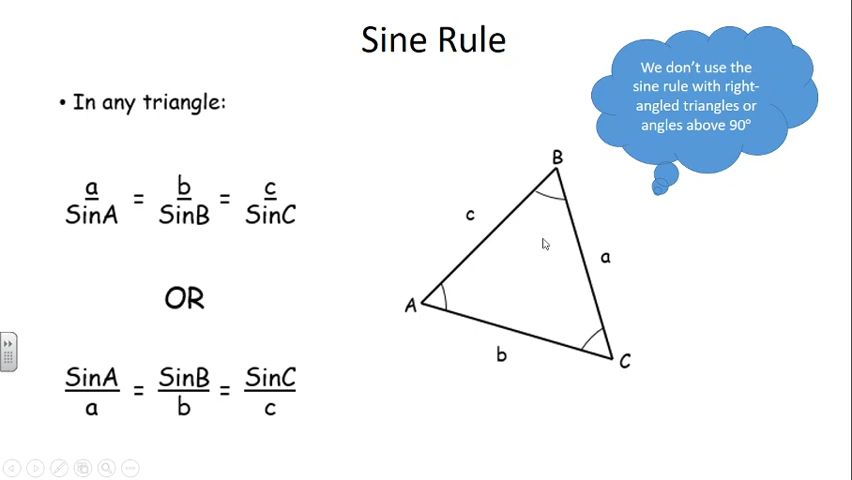 Sine Rule
We don't use the
sine rule with right-
angled triangles or
angles above 90°
• In any triangle:
a/SinA = b/SinB = c/SinC
OR
SinA/a = SinB/b = SinC/c
B
c
a
A
b
C